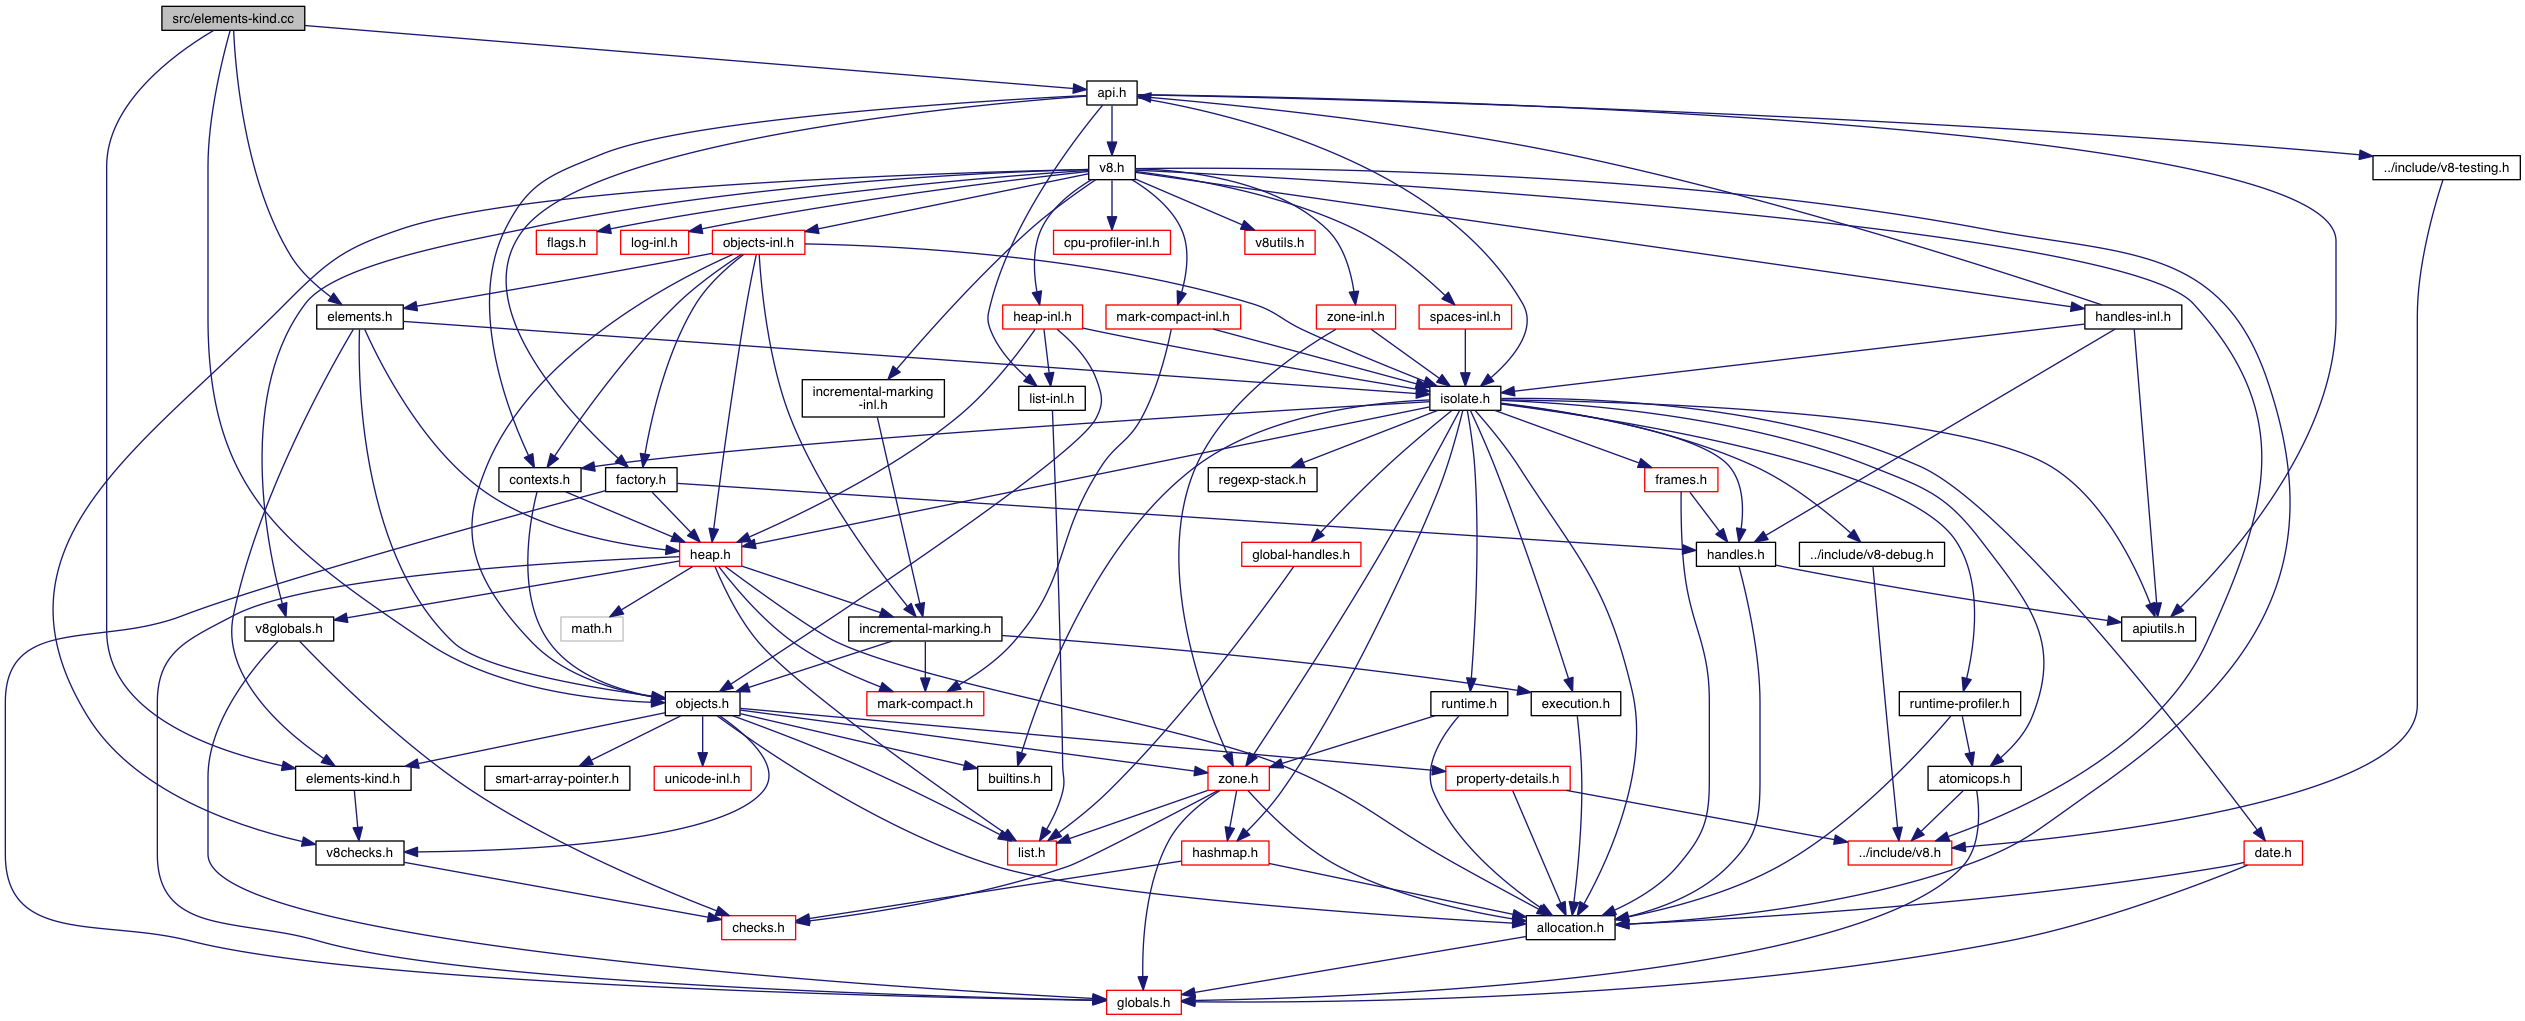 src/elements-kind.cc
api.h
v8.h
../include/v8-testing.h
flags.h
log-inl.h
objects-inl.h
cpu-profiler-inl.h
v8utils.h
elements.h
heap-inl.h
mark-compact-inl.h
zone-inl.h
spaces-inl.h
handles-inl.h
incremental-marking
-inl.h
list-inl.h
isolate.h
contexts.h
factory.h
regexp-stack.h
frames.h
heap.h
global-handles.h
handles.h
../include/v8-debug.h
v8globals.h
math.h
incremental-marking.h
apiutils.h
objects.h
mark-compact.h
runtime.h
execution.h
runtime-profiler.h
elements-kind.h
smart-array-pointer.h
unicode-inl.h
builtins.h
zone.h
property-details.h
atomicops.h
v8checks.h
list.h
hashmap.h
../include/v8.h
date.h
checks.h
allocation.h
globals.h